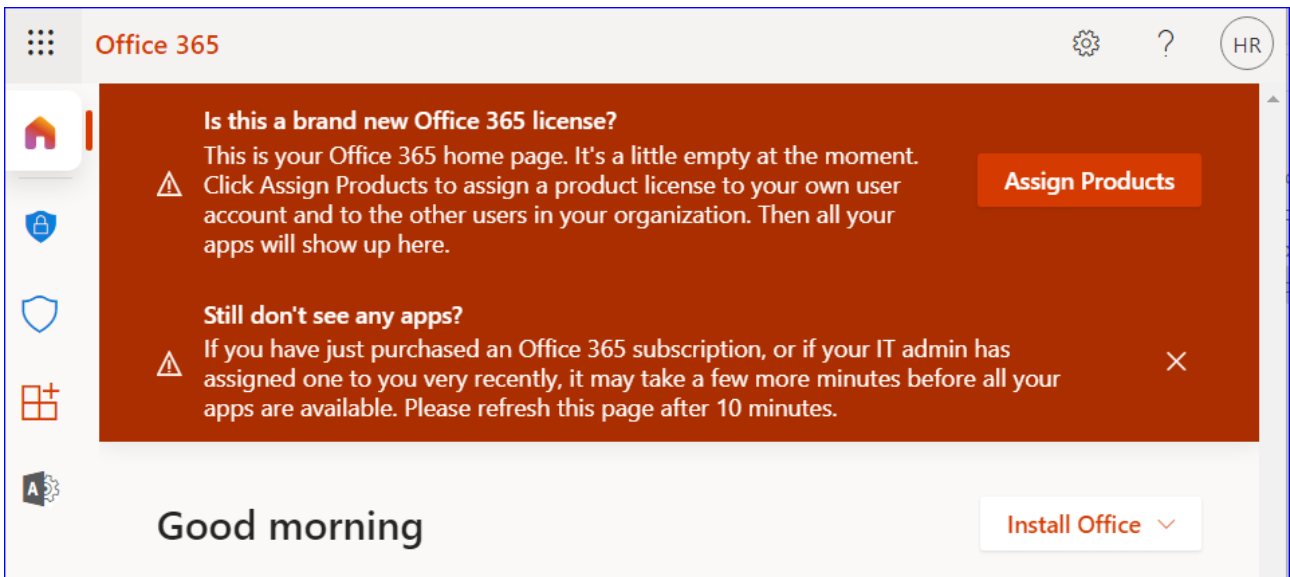 Office 365
HR
Is this a brand new Office 365 license?
This is your Office 365 home page. It's a little empty at the moment.
Click Assign Products to assign a product license to your own user
account and to the other users in your organization. Then all your
apps will show up here.
Assign Products
Still don't see any apps?
If you have just purchased an Office 365 subscription, or if your IT admin has
assigned one to you very recently, it may take a few more minutes before all your
apps are available. Please refresh this page after 10 minutes.
A
Good morning
Install Office